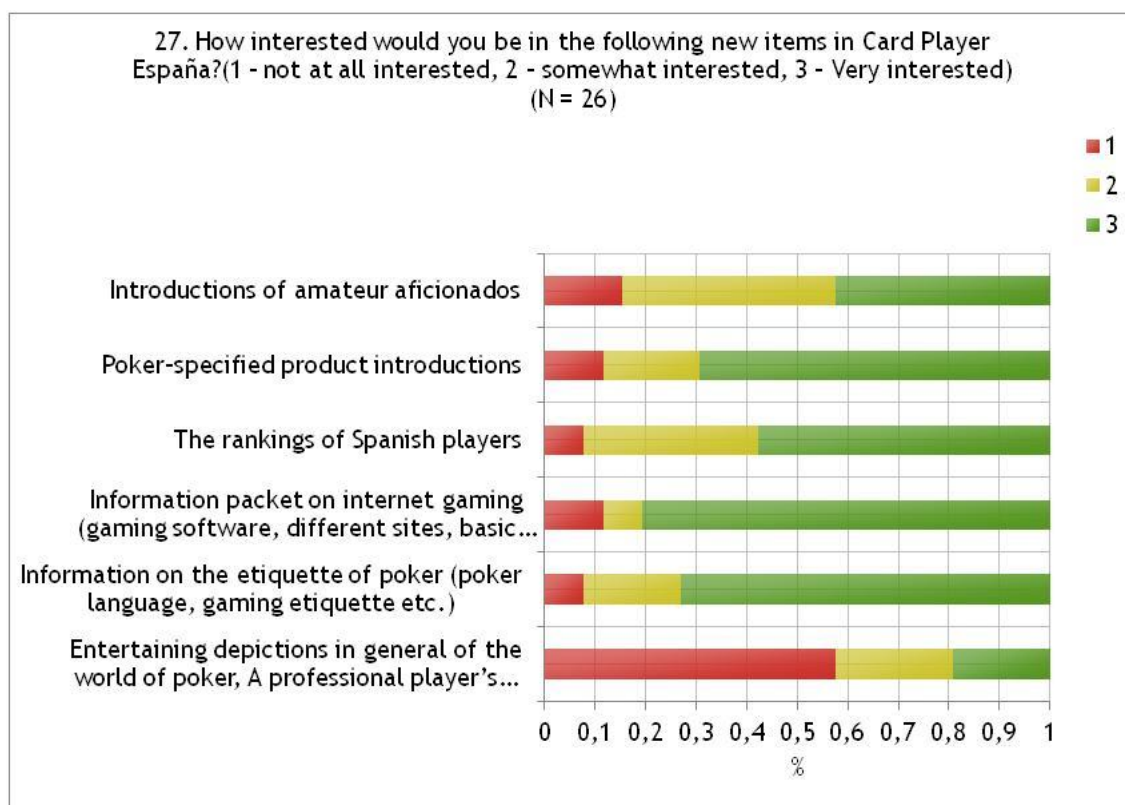 27. How interested would you be in the following new items in Card Player
España?(1 - not at all interested, 2 - somewhat interested, 3 - Very interested)
(N = 26)
1
2
3
Introductions of amateur aficionados
Poker-specified product introductions
The rankings of Spanish players
Information packet on internet gaming
(gaming software, different sites, basic...
Information on the etiquette of poker (poker
language, gaming etiquette etc.)
Entertaining depictions in general of the
world of poker, A professional player's...
0 0,1 0,2 0,3 0,4 0,5 0,6 0,7 0,8 0,9 1
%